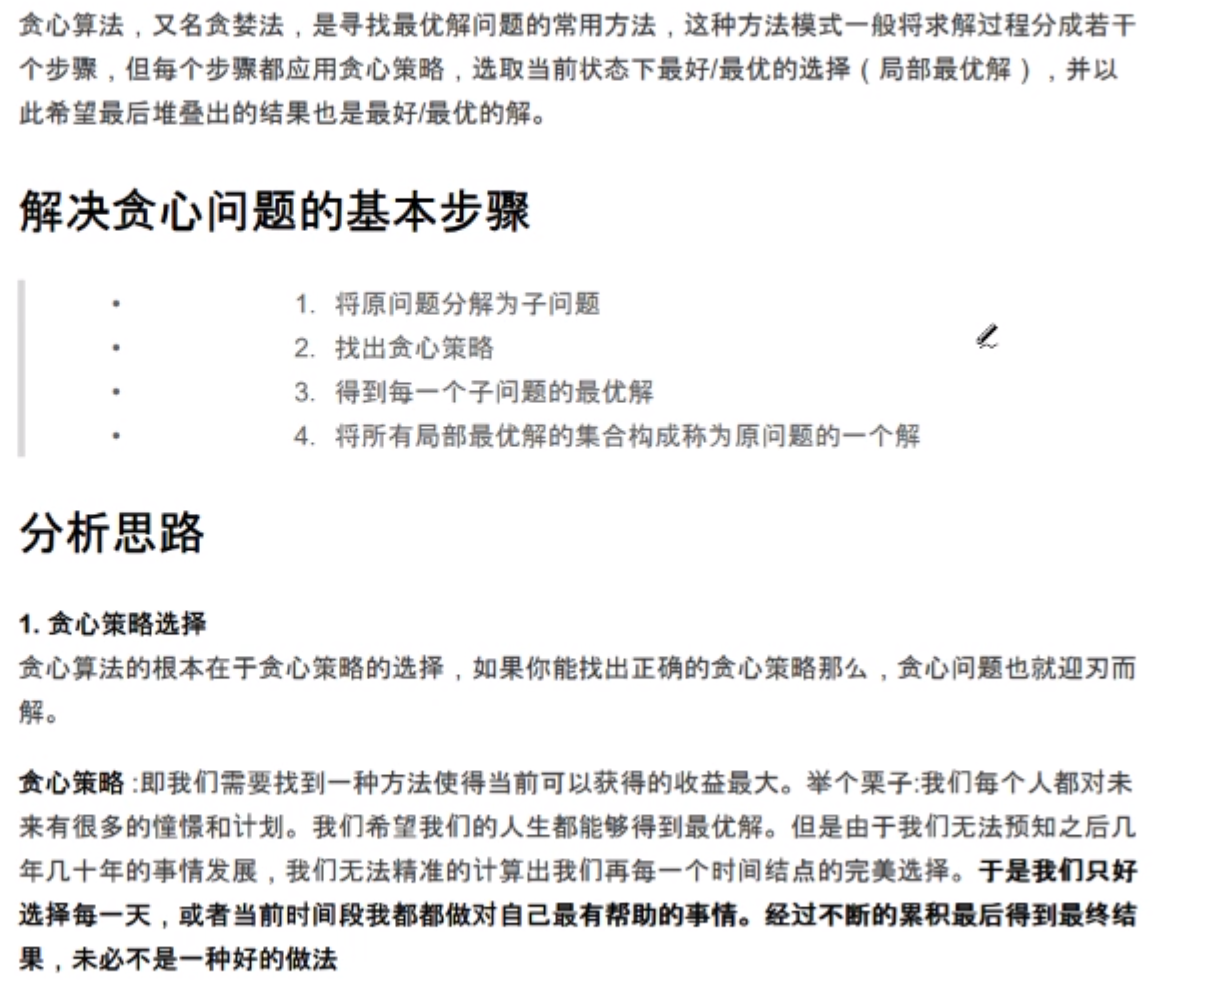 贪心算法，又名贪婪法，是寻找最优解问题的常用方法，这种方法模式一般将求解过程分成若干
个步骤，但每个步骤都应用贪心策略，选取当前状态下最好/最优的选择（局部最优解），并以
此希望最后堆叠出的结果也是最好/最优的解。
解决贪心问题的基本步骤
• 1. 将原问题分解为子问题
• 2. 找出贪心策略
• 3. 得到每一个子问题的最优解
• 4. 将所有局部最优解的集合构成称为原问题的一个解
分析思路
1. 贪心策略选择
贪心算法的根本在于贪心策略的选择，如果你能找出正确的贪心策略那么，贪心问题也就迎刃而
解。
贪心策略 :即我们需要找到一种方法使得当前可以获得的收益最大。举个栗子:我们每个人都对未
来有很多的憧憬和计划。我们希望我们的人生都能够得到最优解。但是由于我们无法预知之后几
年几十年的事情发展，我们无法精准的计算出我们再每一个时间结点的完美选择。于是我们只好
选择每一天，或者当前时间段我都都做对自己最有帮助的事情。经过不断的累积最后得到最终结
果，未必不是一种好的做法